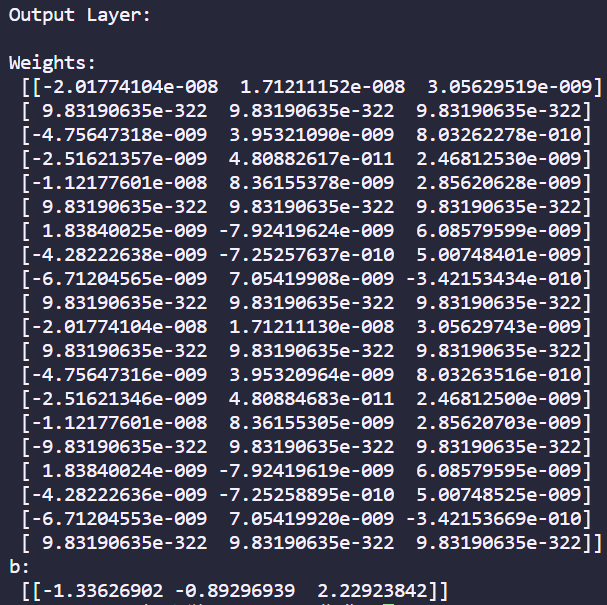 Output Layer:
Weights:
[[-2.01774104e-008 1.71211152e-008 3.05629519e-009]
[ 9.83190635e-322 9.83190635e-322 9.83190635e-322]
[-4.75647318e-009 3.95321090e-009 8.03262278e-010]
[-2.51621357e-009 4.80882617e-011 2.46812530e-009]
[-1.12177601e-008 8.36155378e-009 2.85620628e-009]
[ 9.83190635e-322 9.83190635e-322 9.83190635e-322]
[ 1.83840025e-009 -7.92419624e-009 6.08579599e-009]
[-4.28222638e-009 -7.25257637e-010 5.00748401e-009]
[-6.71204565e-009 7.05419908e-009 -3.42153434e-010]
[ 9.83190635e-322 9.83190635e-322 9.83190635e-322]
[-2.01774104e-008 1.71211130e-008 3.05629743e-009]
[ 9.83190635e-322 9.83190635e-322 9.83190635e-322]
[-4.75647316e-009 3.95320964e-009 8.03263516e-010]
[-2.51621346e-009 4.80884683e-011 2.46812500e-009]
[-1.12177601e-008 8.36155305e-009 2.85620703e-009]
[-9.83190635e-322 9.83190635e-322 9.83190635e-322]
[ 1.83840024e-009 -7.92419619e-009 6.08579595e-009]
[-4.28222636e-009 -7.25258895e-010 5.00748525e-009]
[-6.71204553e-009 7.05419920e-009 -3.42153669e-010]
[ 9.83190635e-322 9.83190635e-322 9.83190635e-322]]
b:
[[-1.33626902 -0.89296939 2.22923842]]